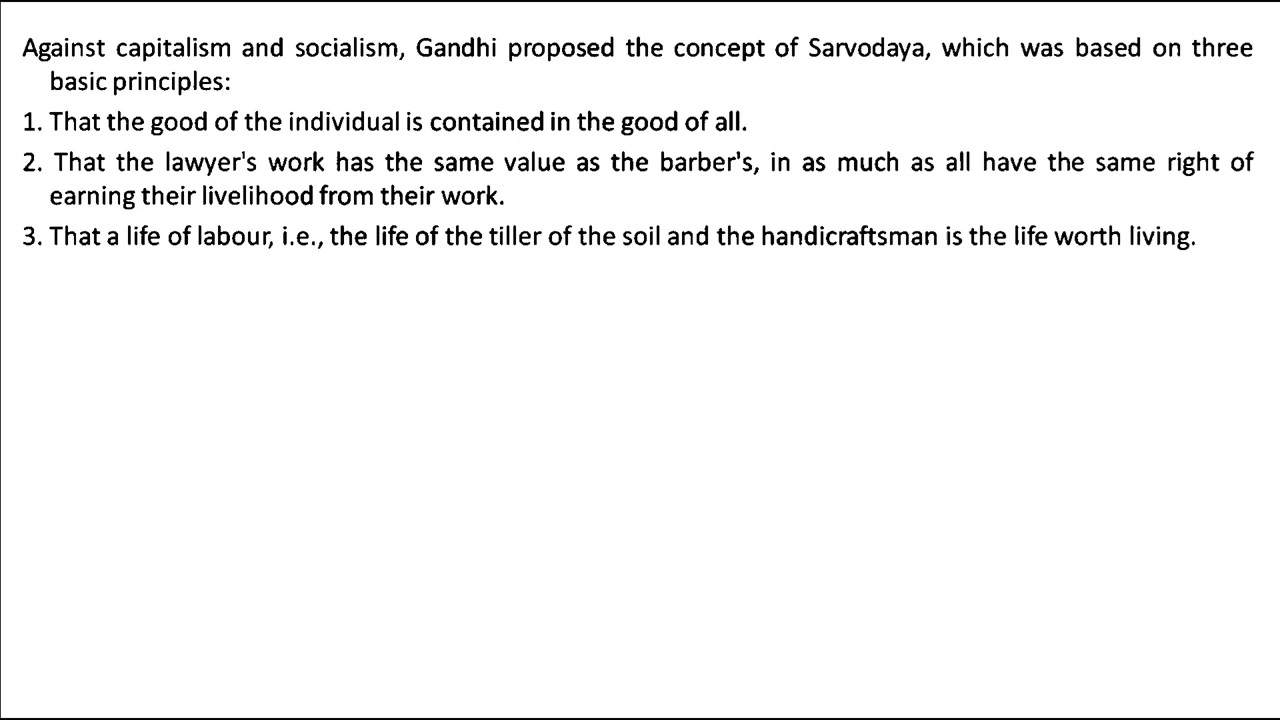 Against capitalism and socialism, Gandhi proposed the concept of Sarvodaya, which was based on three
basic principles:
1. That the good of the individual is contained in the good of all.
2. That the lawyer's work has the same value as the barber's, in as much as all have the same right of
earning their livelihood from their work.
3. That a life of labour, i.e., the life of the tiller of the soil and the handicraftsman is the life worth living.